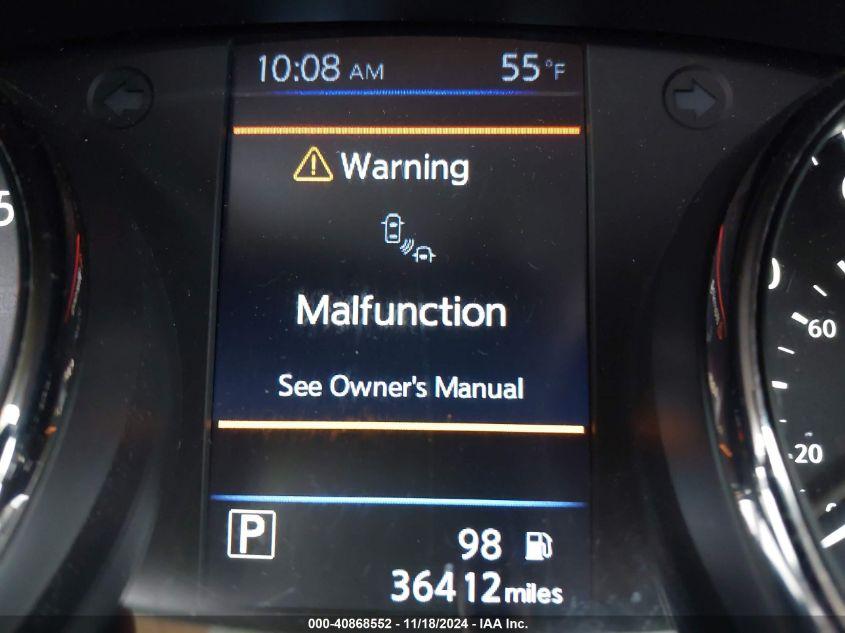 10:08 AM 55°F
Warning
Malfunction
5
See Owner's Manual
60
20
P 98
36412 miles
000-40868552 - 11/18/2024 - IAA Inc.